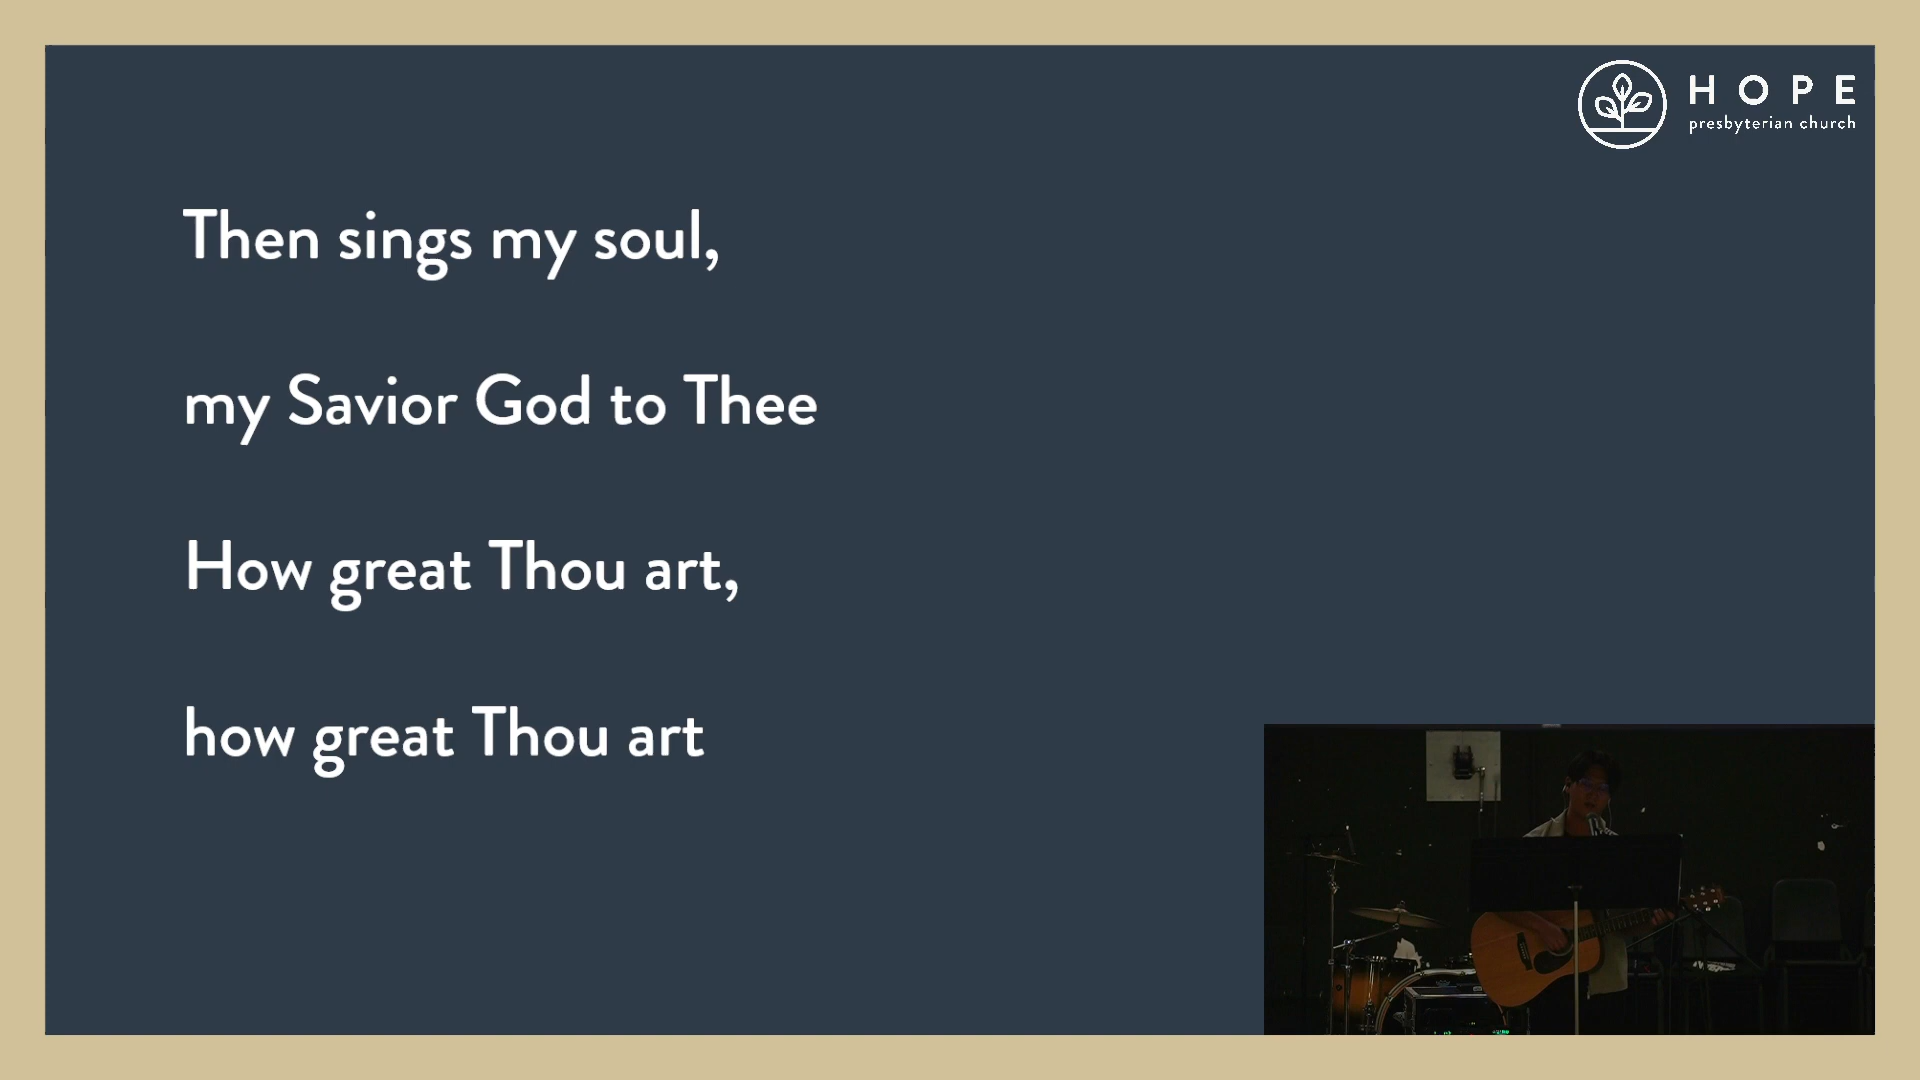 HOPE
presbyterian church
Then sings my soul,
my Savior God to Thee
How great Thou art,
how great Thou art